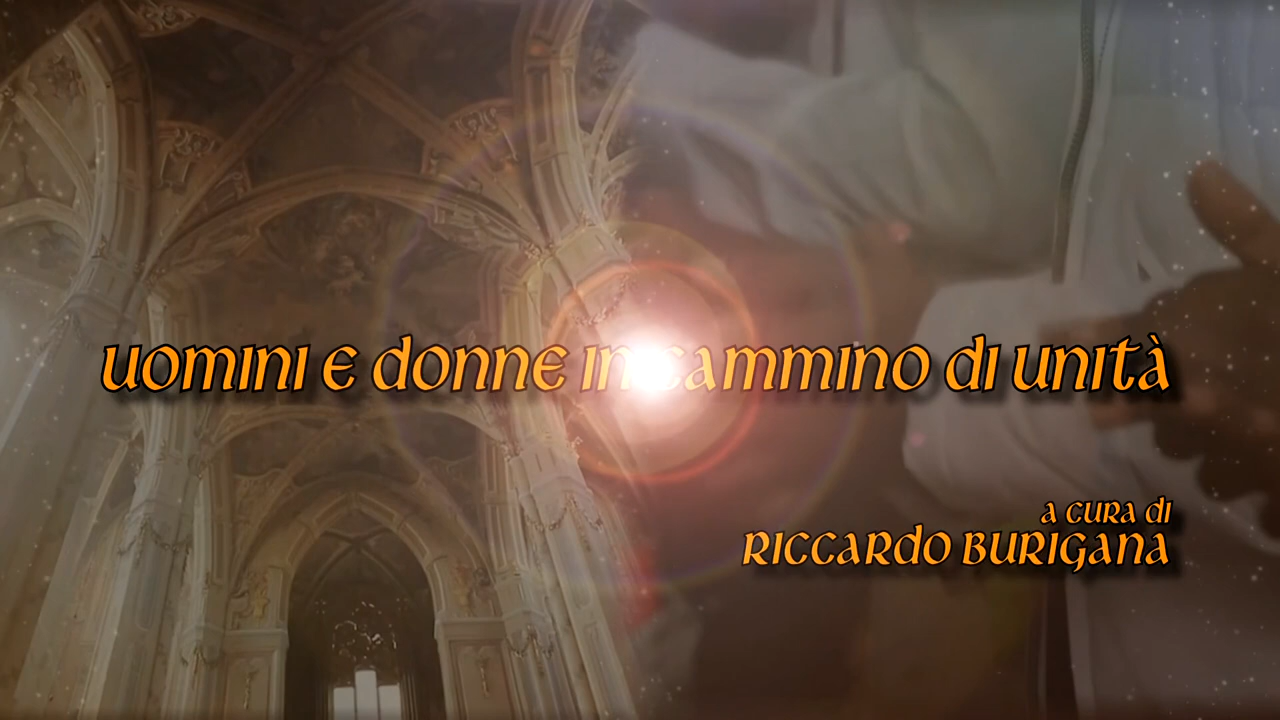 UOMINI E DONNE IN CAMMINO DI UNITÀ
A CURA DI
RICCARDO BURIGANA